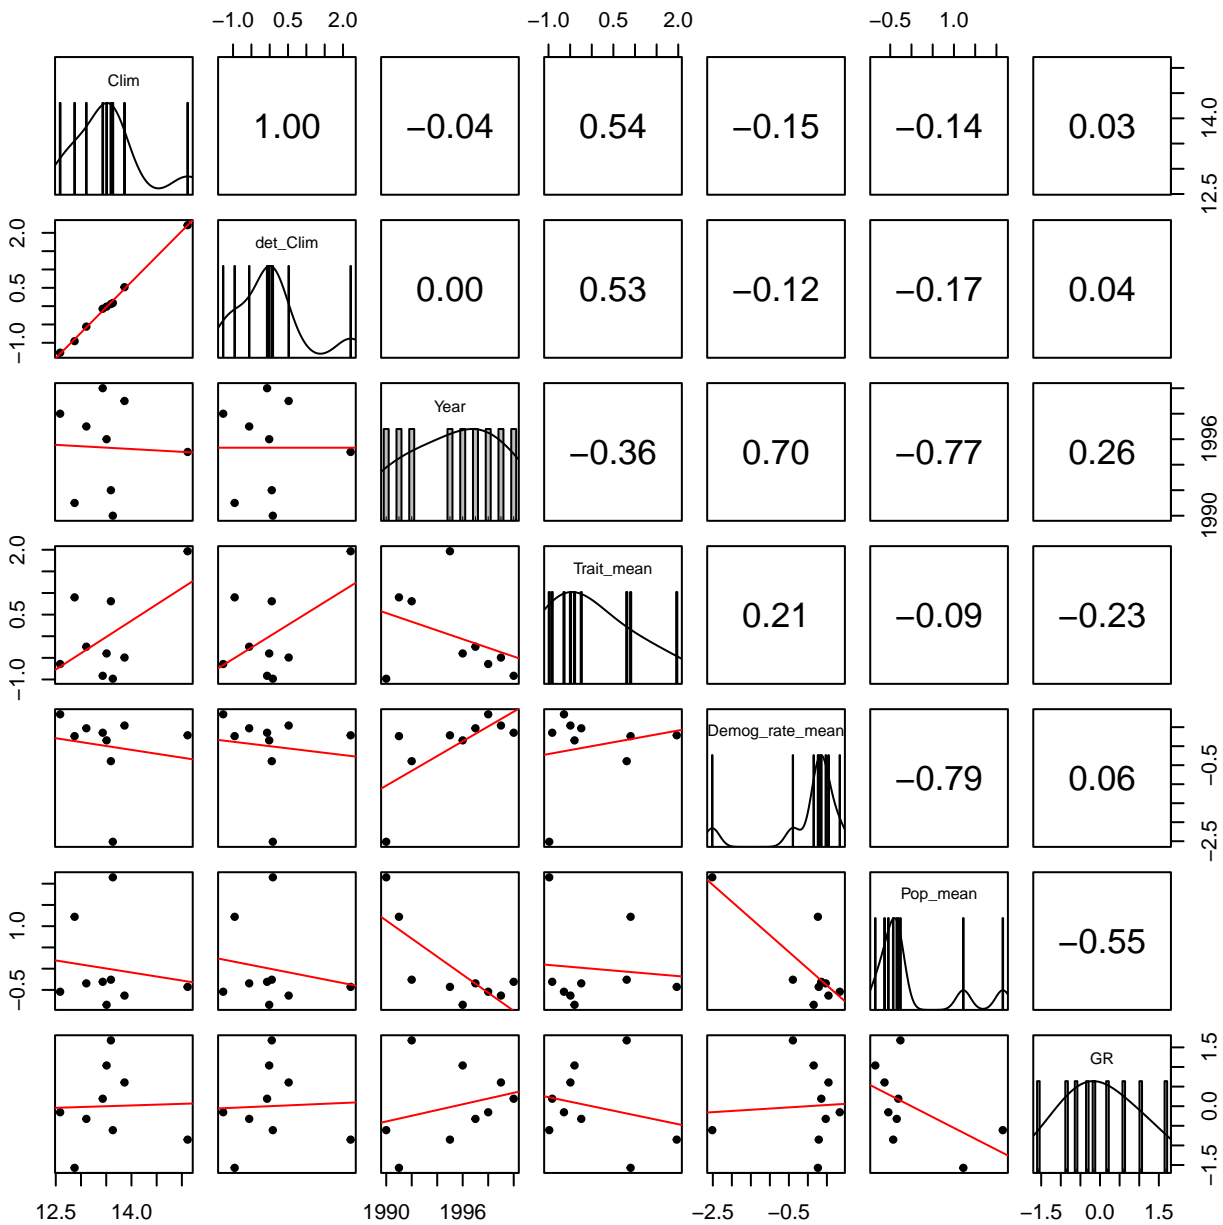 −1.0 0.5 2.0 −1.0 0.5 2.0 −0.5 1.0
Clim
1.00 −0.04 0.54 −0.15 −0.14 0.03
12.5 14.0
det_Clim
0.00 0.53 −0.12 −0.17 0.04
−1.0 0.5 2.0
Year
−0.36 0.70 −0.77 0.26
1990 1996
Trait_mean
0.21 −0.09 −0.23
−1.0 0.5 2.0
Demog_rate_mean
−0.79 0.06
−2.5 −0.5
Pop_mean
−0.55
−0.5 1.0
GR
−1.5 0.0 1.5
12.5 14.0 1990 1996 −2.5 −0.5 −1.5 0.0 1.5